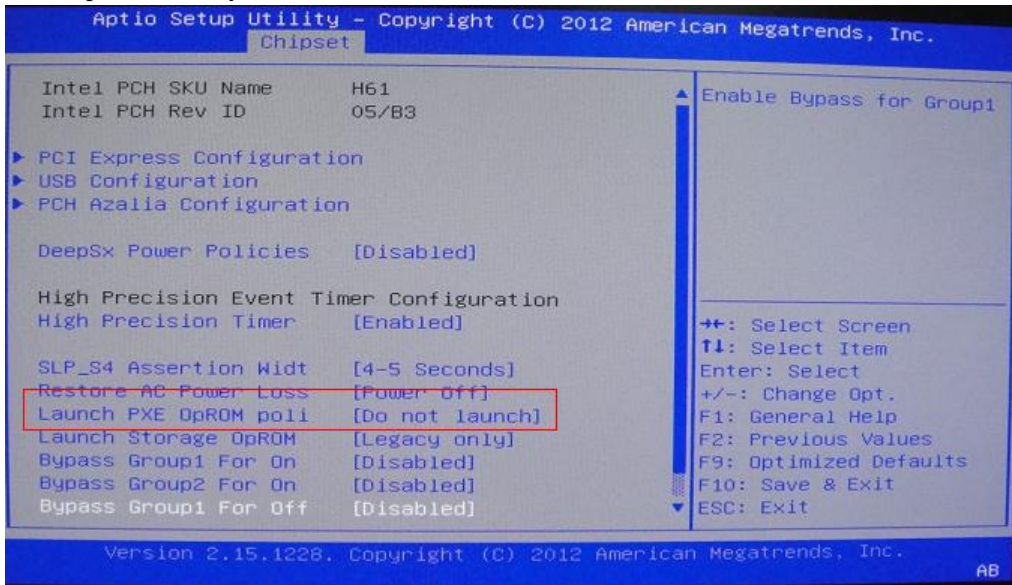 Aptio Setup Utility – Copyright (C) 2012 American Megatrends, Inc.
Chipset
Intel PCH SKU Name H61
Intel PCH Rev ID 05/B3
PCI Express Configuration
USB Configuration
PCH Azalia Configuration
DeepSx Power Policies [Disabled]
High Precision Event Timer Configuration
High Precision Timer [Enabled]
SLP_S4 Assertion Widt [4-5 Seconds]
Restore AC Power Loss [Power Off]
Launch PXE OpROM poli [Do not launch]
Launch Storage OpROM [Legacy only]
Bypass Group1 For On [Disabled]
Bypass Group2 For On [Disabled]
Bypass Group1 For Off [Disabled]
Enable Bypass for Group1
→←: Select Screen
↑↓: Select Item
Enter: Select
+/-: Change Opt.
F1: General Help
F2: Previous Values
F9: Optimized Defaults
F10: Save & Exit
ESC: Exit
Version 2.15.1228. Copyright (C) 2012 American Megatrends, Inc.
AB